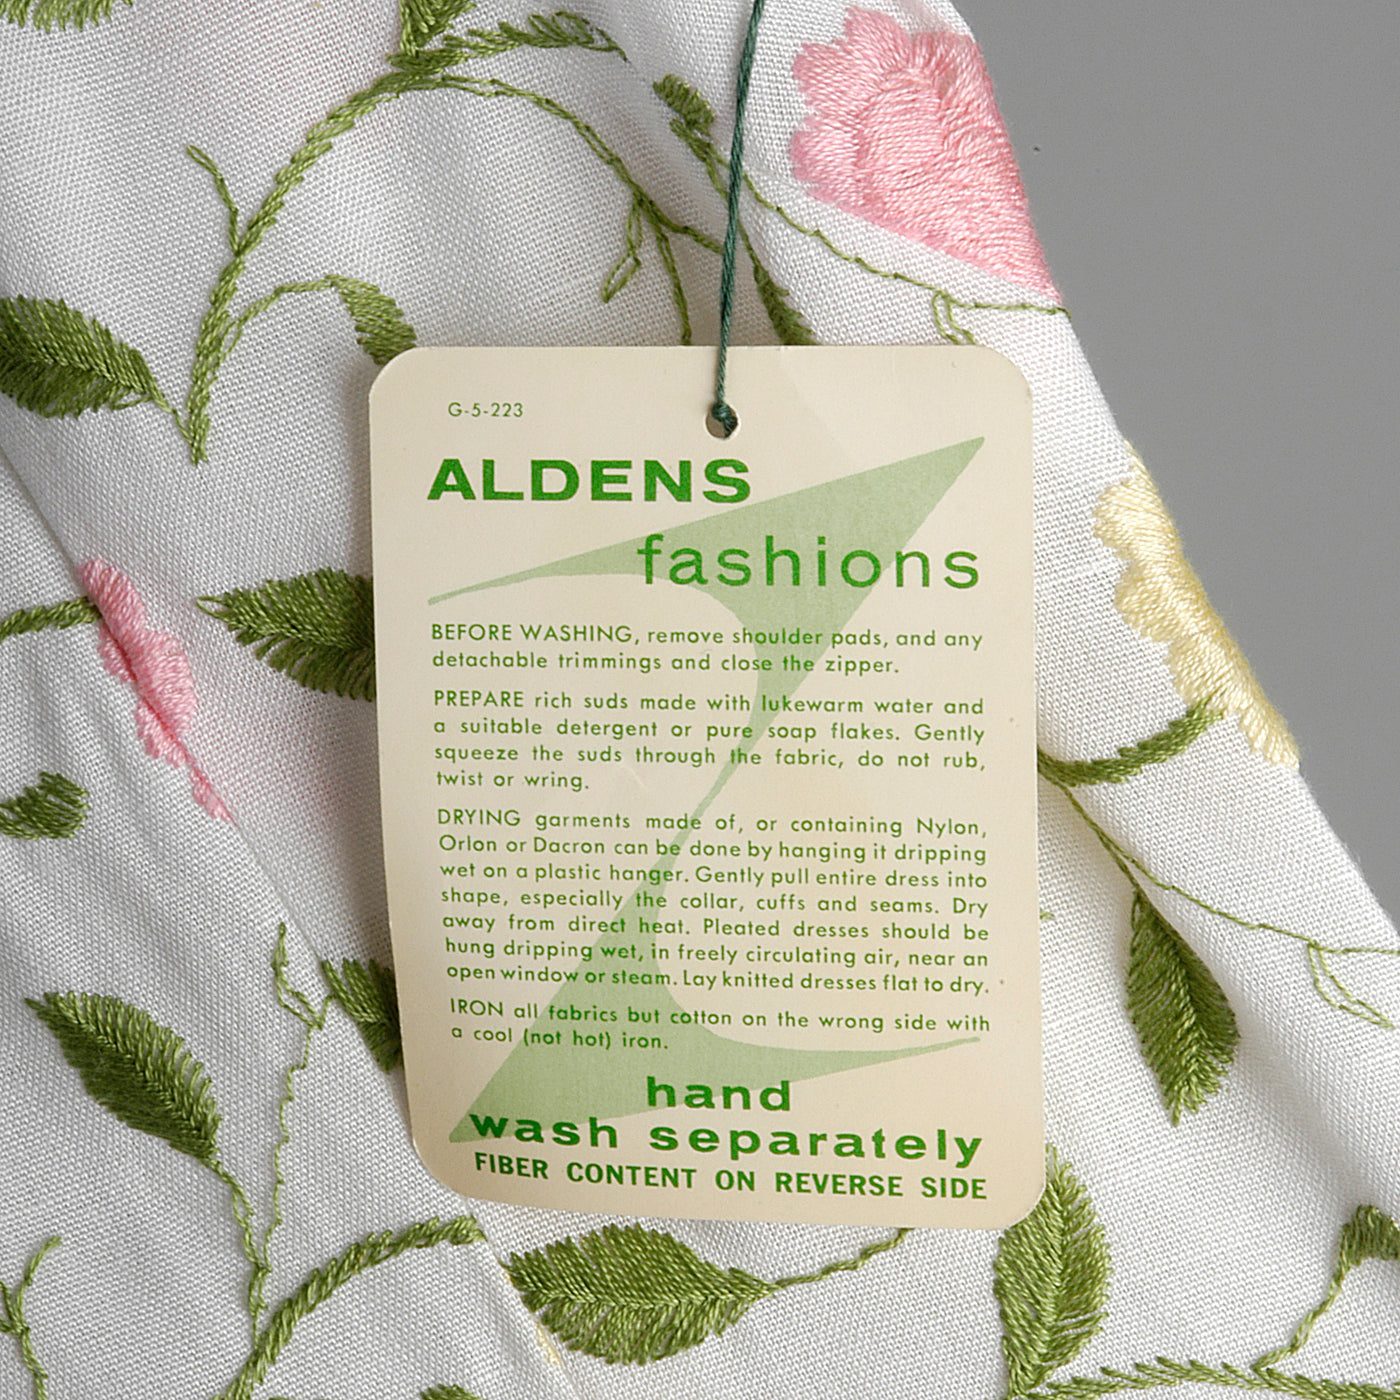 G-5-223
ALDENS
fashions
BEFORE WASHING, remove shoulder pads, and any
detachable trimmings and close the zipper.
PREPARE rich suds made with lukewarm water and
a suitable detergent or pure soap flakes. Gently
squeeze the suds through the fabric, do not rub,
twist or wring.
DRYING garments made of, or containing Nylon,
Orlon or Dacron can be done by hanging it dripping
wet on a plastic hanger. Gently pull entire dress into
shape, especially the collar, cuffs and seams. Dry
away from direct heat. Pleated dresses should be
hung dripping wet, in freely circulating air, near an
open window or steam. Lay knitted dresses flat to dry.
IRON all fabrics but cotton on the wrong side with
a cool (not hot) iron.
hand
wash separately
FIBER CONTENT ON REVERSE SIDE